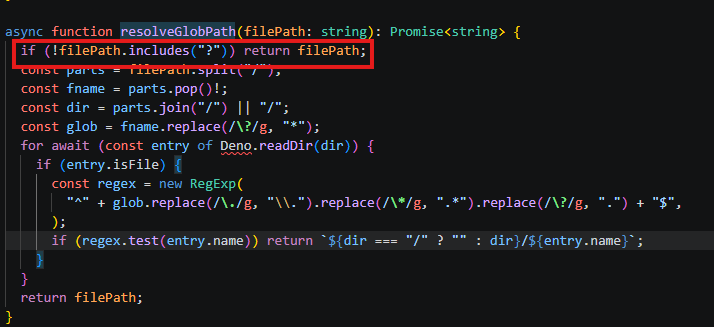 async function resolveGlobPath(filePath: string): Promise<string> {
if (!filePath.includes("?")) return filePath;
const parts = filePath.split("/");
const fname = parts.pop()!;
const dir = parts.join("/") || "/";
const glob = fname.replace(/\?/g, "*");
for await (const entry of Deno.readDir(dir)) {
if (entry.isFile) {
const regex = new RegExp(
"^" + glob.replace(/\./g, "\\.").replace(/\*/g, ".*").replace(/\?/g, ".") + "$",
);
if (regex.test(entry.name)) return `${dir === "/" ? "" : dir}/${entry.name}`;
}
}
return filePath;
}